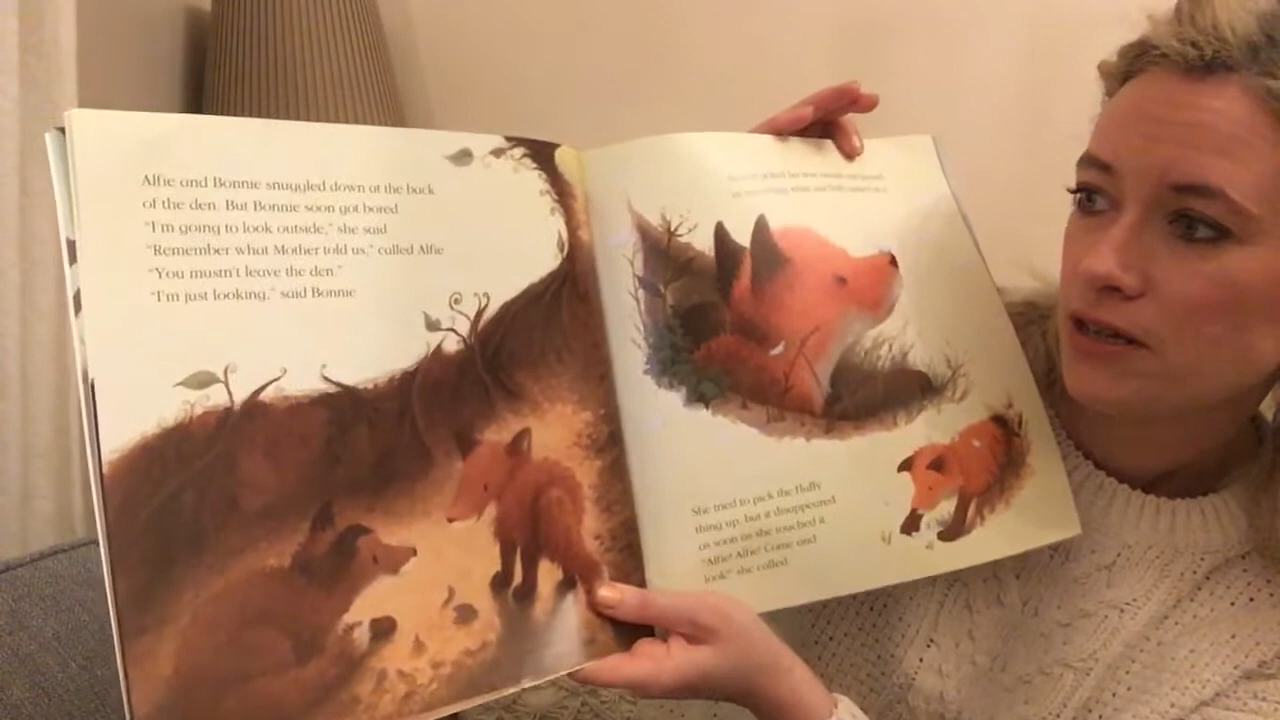 Alfie and Bonnie snuggled down at the back
of the den. But Bonnie soon got bored.
"I'm going to look outside," she said.
"Remember what Mother told us," called Alfie.
"You mustn't leave the den."
"I'm just looking," said Bonnie.
She tried to pick the fluffy
thing up, but it disappeared
as soon as she touched it.
"Alfie! Alfie! Come and
look!" she called.